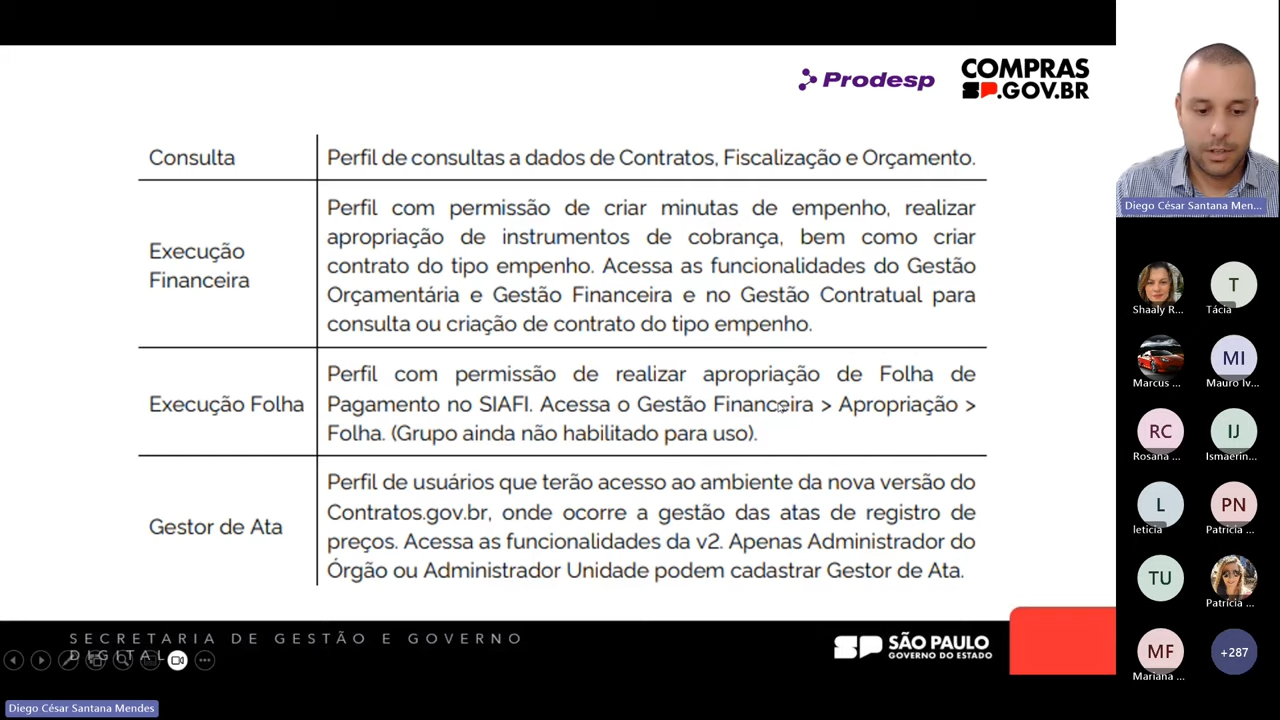 Prodesp
COMPRAS
SP.GOV.BR
Consulta
Perfil de consultas a dados de Contratos, Fiscalização e Orçamento.
Execução
Financeira
Perfil com permissão de criar minutas de empenho, realizar
apropriação de instrumentos de cobrança, bem como criar
contrato do tipo empenho. Acessa as funcionalidades do Gestão
Orçamentária e Gestão Financeira e no Gestão Contratual para
consulta ou criação de contrato do tipo empenho.
Execução Folha
Perfil com permissão de realizar apropriação de Folha de
Pagamento no SIAFI. Acessa o Gestão Financeira > Apropriação >
Folha. (Grupo ainda não habilitado para uso).
Gestor de Ata
Perfil de usuários que terão acesso ao ambiente da nova versão do
Contratos.gov.br, onde ocorre a gestão das atas de registro de
preços. Acessa as funcionalidades da v2. Apenas Administrador do
Órgão ou Administrador Unidade podem cadastrar Gestor de Ata.
SECRETARIA DE GESTÃO E GOVERNO
DIGITAL
SP SÃO PAULO
GOVERNO DO ESTADO
Diego César Santana Mendes
Diego César Santana Men...
Shaaly R...
T
Tácia
Marcus ...
MI
Mauro Iv...
RC
Rosana ...
IJ
Ismaerin...
L
leticia
PN
Patrícia ...
TU
Patrícia ...
MF
Mariana ...
+287